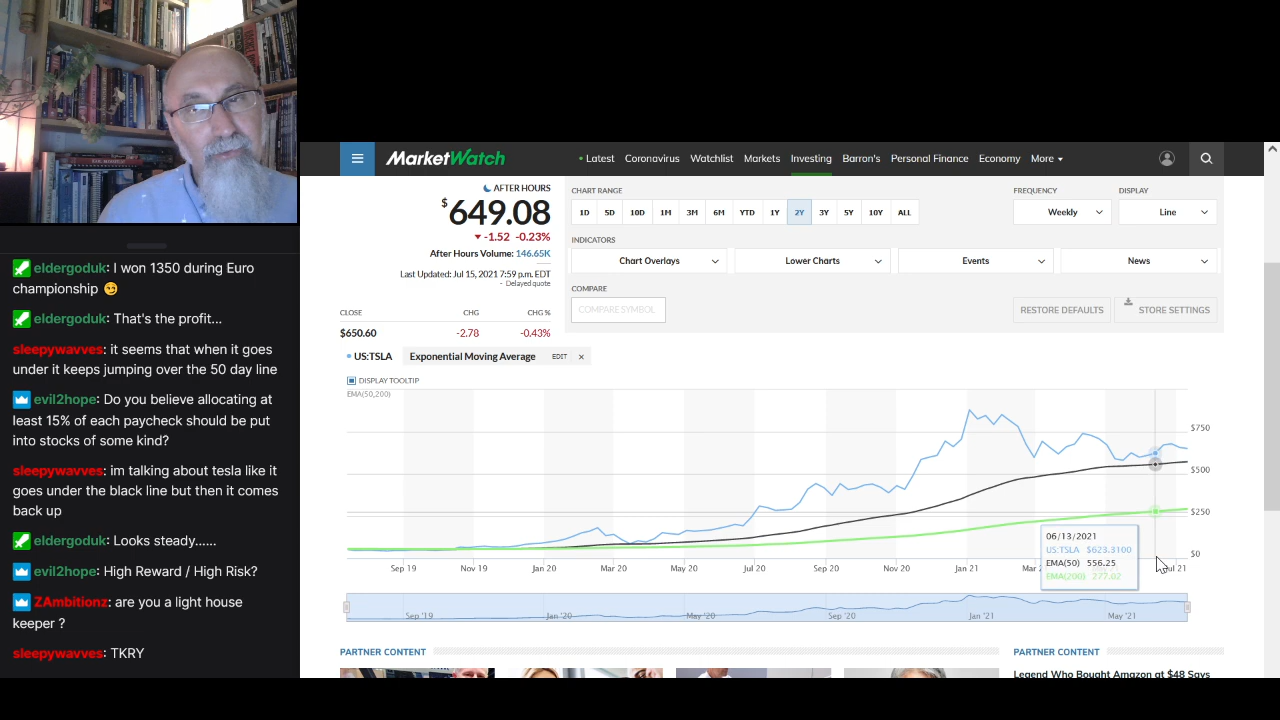 eldergoduk: I won 1350 during Euro
championship 😏
eldergoduk: That's the profit...
sleepywavves: it seems that when it goes
under it keeps jumping over the 50 day line
evil2hope: Do you believe allocating at
least 15% of each paycheck should be put
into stocks of some kind?
sleepywavves: im talking about tesla like it
goes under the black line but then it comes
back up
eldergoduk: Looks steady......
evil2hope: High Reward / High Risk?
ZAmbitionz: are you a light house
keeper ?
sleepywavves: TKRY
MarketWatch
Latest Coronavirus Watchlist Markets Investing Barron's Personal Finance Economy More
AFTER HOURS
$649.08
-1.52 -0.23%
After Hours Volume: 146.65K
Last Updated: Jul 15, 2021 7:59 p.m. EDT
Delayed quote
CLOSE CHG CHG %
$650.60 -2.78 -0.43%
CHART RANGE FREQUENCY DISPLAY
1D 5D 10D 1M 3M 6M YTD 1Y 2Y 3Y 5Y 10Y ALL Weekly Line
INDICATORS
Chart Overlays Lower Charts Events News
COMPARE
COMPARE SYMBOL RESTORE DEFAULTS STORE SETTINGS
US:TSLA Exponential Moving Average EDIT ×
DISPLAY TOOLTIP
EMA(50,200)
$750
$500
$250
$0
06/13/2021
US:TSLA $623.3100
EMA(50) 556.25
EMA(200) 277.02
Sep 19 Nov 19 Jan 20 Mar 20 May 20 Jul 20 Sep 20 Nov 20 Jan 21 Mar Jul 21
Sep '19 Jan '20 May '20 Sep '20 Jan '21 May '21
PARTNER CONTENT PARTNER CONTENT
Legend Who Bought Amazon at $48 Says